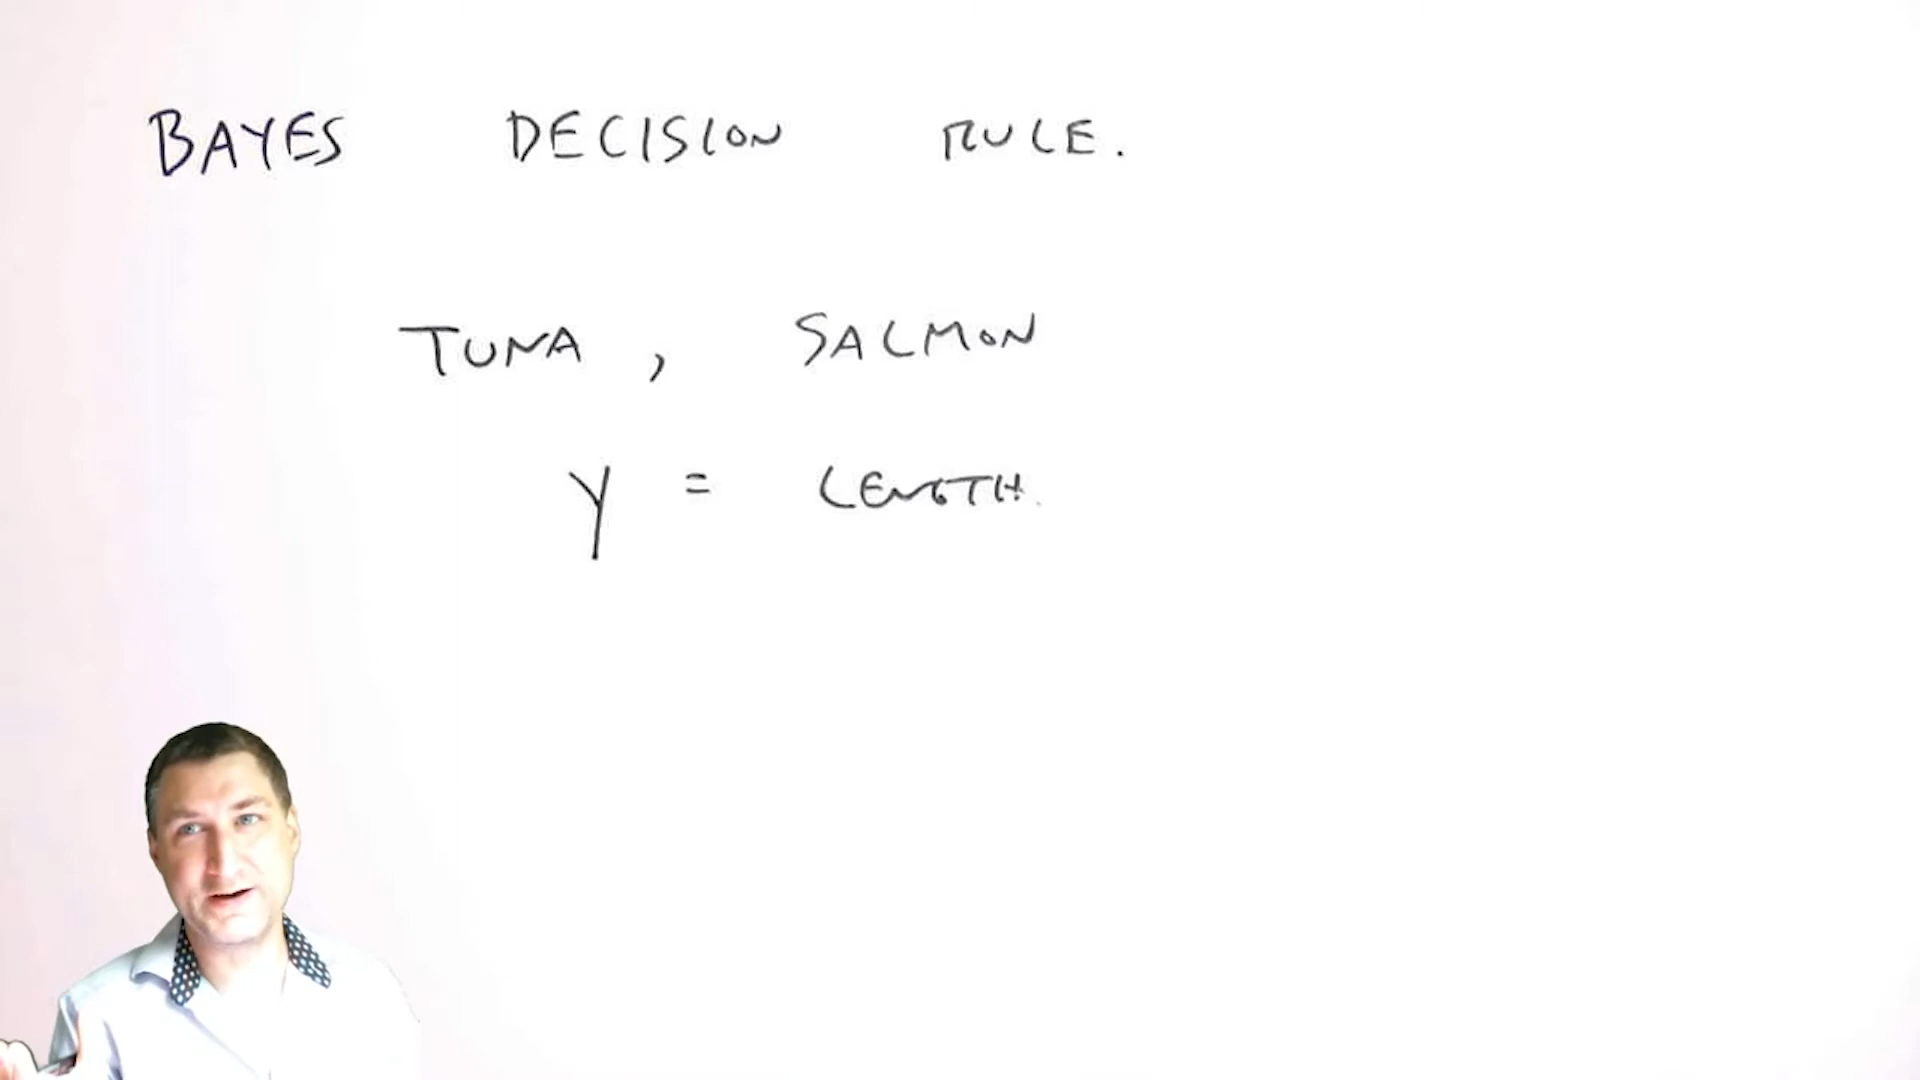 BAYES DECISION RULE.
TUNA, SALMON
Y = LENGTH.